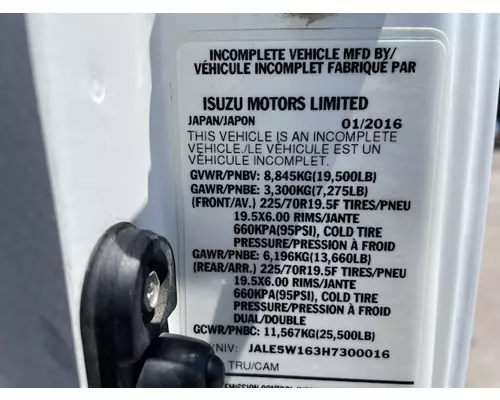 INCOMPLETE VEHICLE MFD BY/
VÉHICULE INCOMPLET FABRIQUÉ PAR
ISUZU MOTORS LIMITED
JAPAN/JAPON 01/2016
THIS VEHICLE IS AN INCOMPLETE
VEHICLE./LE VÉHICULE EST UN
VÉHICULE INCOMPLET.
GVWR/PNBV: 8,845KG(19,500LB)
GAWR/PNBE: 3,300KG(7,275LB)
(FRONT/AV.) 225/70R19.5F TIRES/PNEU
19.5X6.00 RIMS/JANTE
660KPA(95PSI), COLD TIRE
PRESSURE/PRESSION À FROID
GAWR/PNBE: 6,196KG(13,660LB)
(REAR/ARR.) 225/70R19.5F TIRES/PNEU
19.5X6.00 RIMS/JANTE
660KPA(95PSI), COLD TIRE
PRESSURE/PRESSION À FROID
DUAL/DOUBLE
GCWR/PNBC: 11,567KG(25,500LB)
/NIV: JALE5W163H7300016
TRU/CAM
EMISSION CONTROL